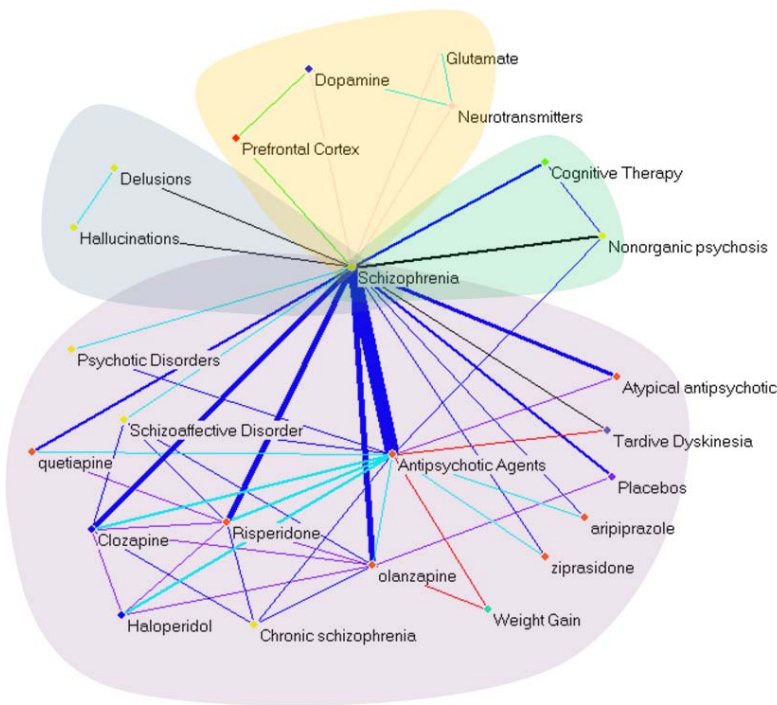 Glutamate
Dopamine
Neurotransmitters
Prefrontal Cortex
Delusions
Cognitive Therapy
Hallucinations
Nonorganic psychosis
Schizophrenia
Psychotic Disorders
Atypical antipsychotic
Schizoaffective Disorder
Tardive Dyskinesia
quetiapine
Antipsychotic Agents
Placebos
aripiprazole
Clozapine
Risperidone
ziprasidone
olanzapine
Haloperidol
Chronic schizophrenia
Weight Gain